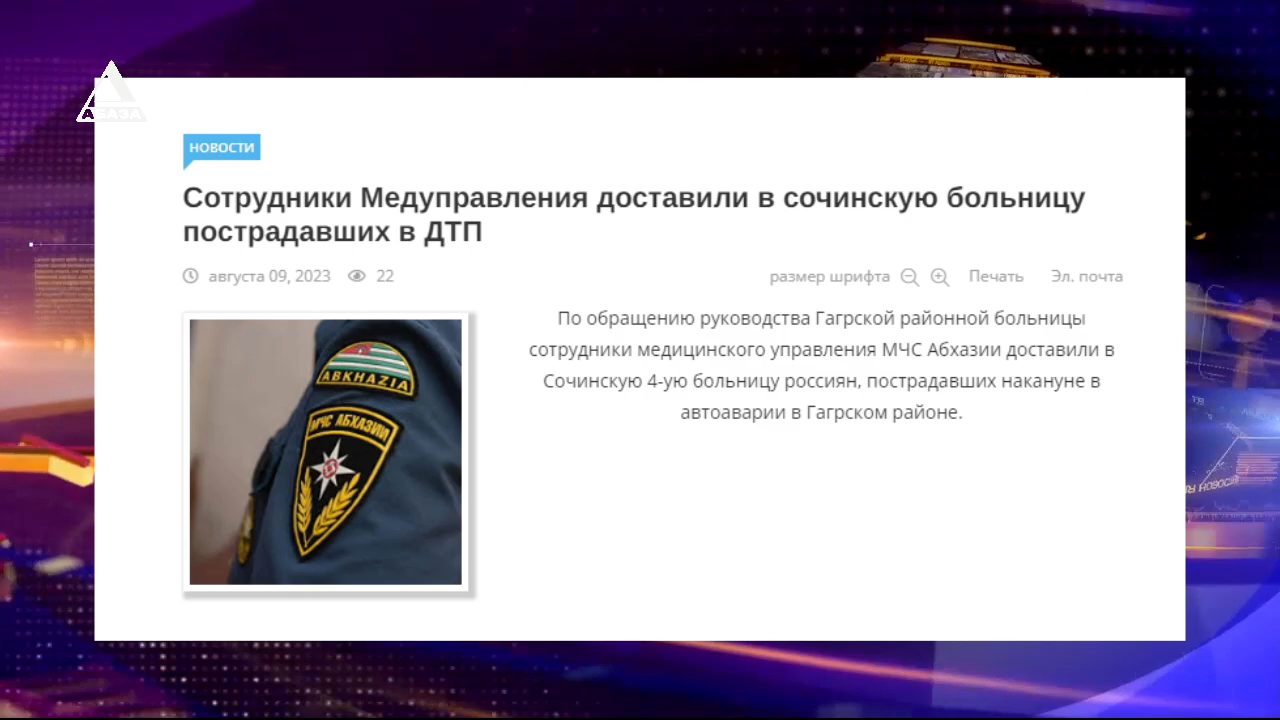 АБАЗА
НОВОСТИ
Сотрудники Медуправления доставили в сочинскую больницу
пострадавших в ДТП
августа 09, 2023 22
размер шрифта Печать Эл. почта
По обращению руководства Гагрской районной больницы
сотрудники медицинского управления МЧС Абхазии доставили в
Сочинскую 4-ую больницу россиян, пострадавших накануне в
автоаварии в Гагрском районе.
ABKHAZIA
МЧС АБХАЗИИ
НОВОСТИ